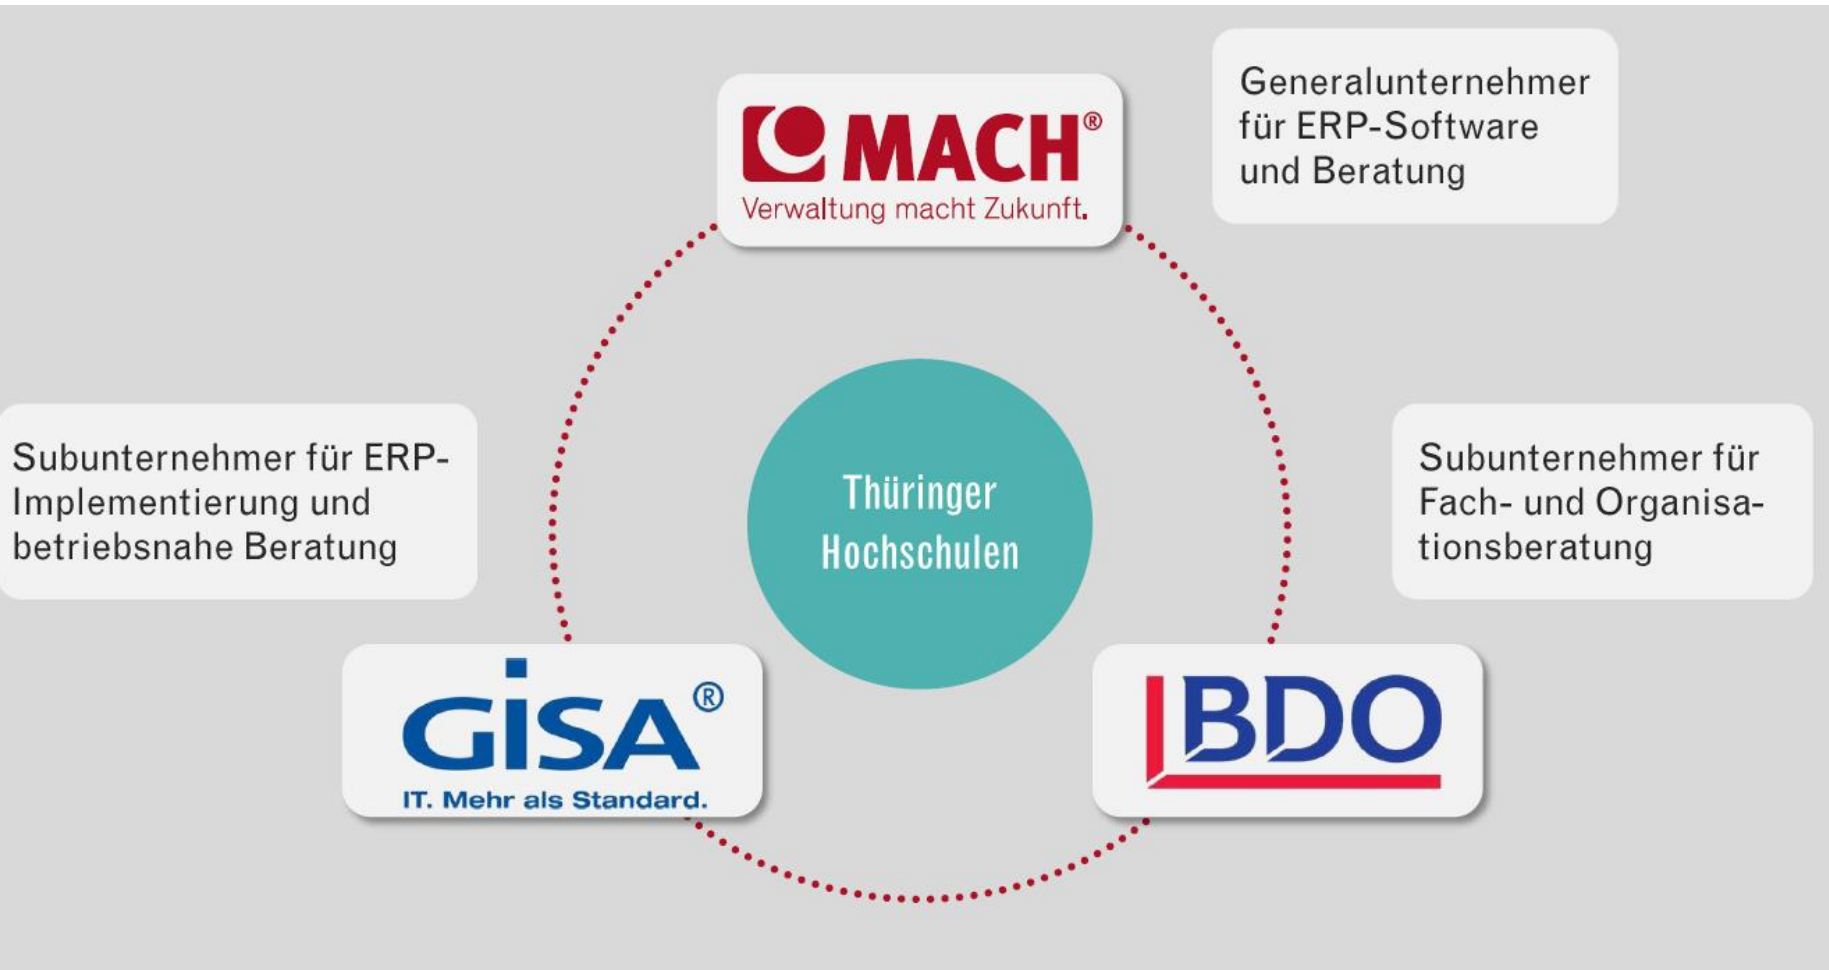 MACH®
Verwaltung macht Zukunft.
Generalunternehmer
für ERP-Software
und Beratung
Subunternehmer für ERP-
Implementierung und
betriebsnahe Beratung
Thüringer
Hochschulen
Subunternehmer für
Fach- und Organisa-
tionsberatung
GiSA®
IT. Mehr als Standard.
BDO